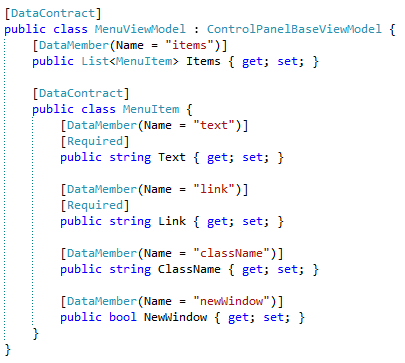 [DataContract]
public class MenuViewModel : ControlPanelBaseViewModel {
    [DataMember(Name = "items")]
    public List<MenuItem> Items { get; set; }

    [DataContract]
    public class MenuItem {
        [DataMember(Name = "text")]
        [Required]
        public string Text { get; set; }

        [DataMember(Name = "link")]
        [Required]
        public string Link { get; set; }

        [DataMember(Name = "className")]
        public string ClassName { get; set; }

        [DataMember(Name = "newWindow")]
        public bool NewWindow { get; set; }
    }
}